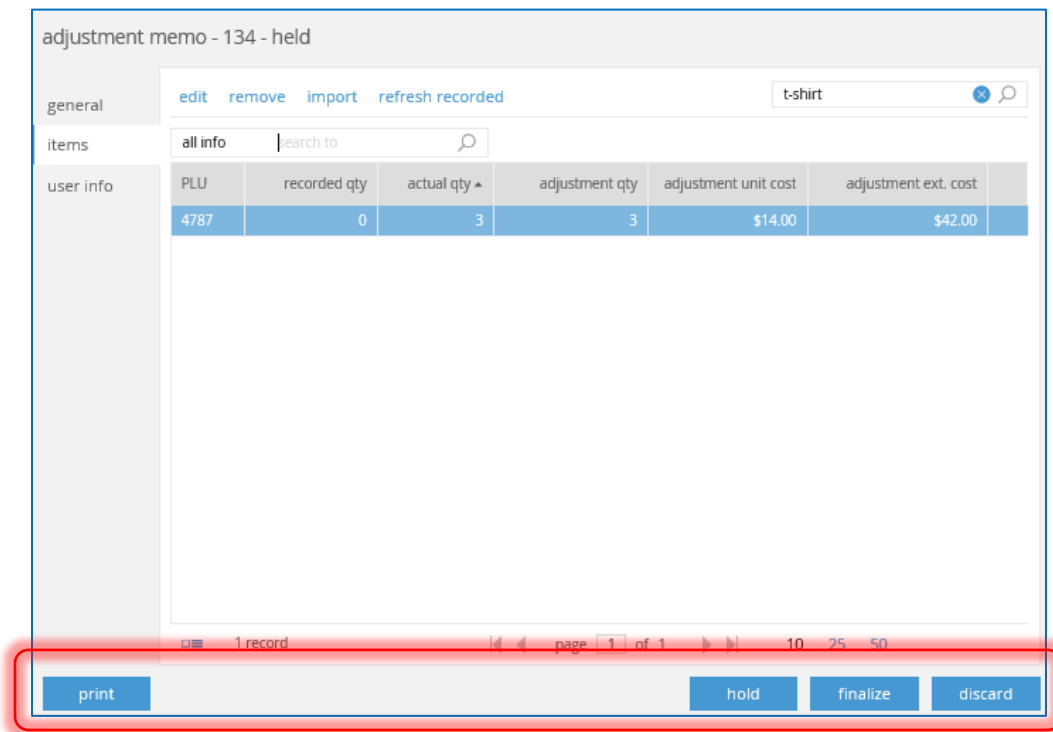 adjustment memo - 134 - held
general
items
user info
edit remove import refresh recorded
t-shirt
all info search to
PLU recorded qty actual qty adjustment qty adjustment unit cost adjustment ext. cost
4787 0 3 3 $14.00 $42.00
1 record page 1 of 1 10 25 50
print hold finalize discard